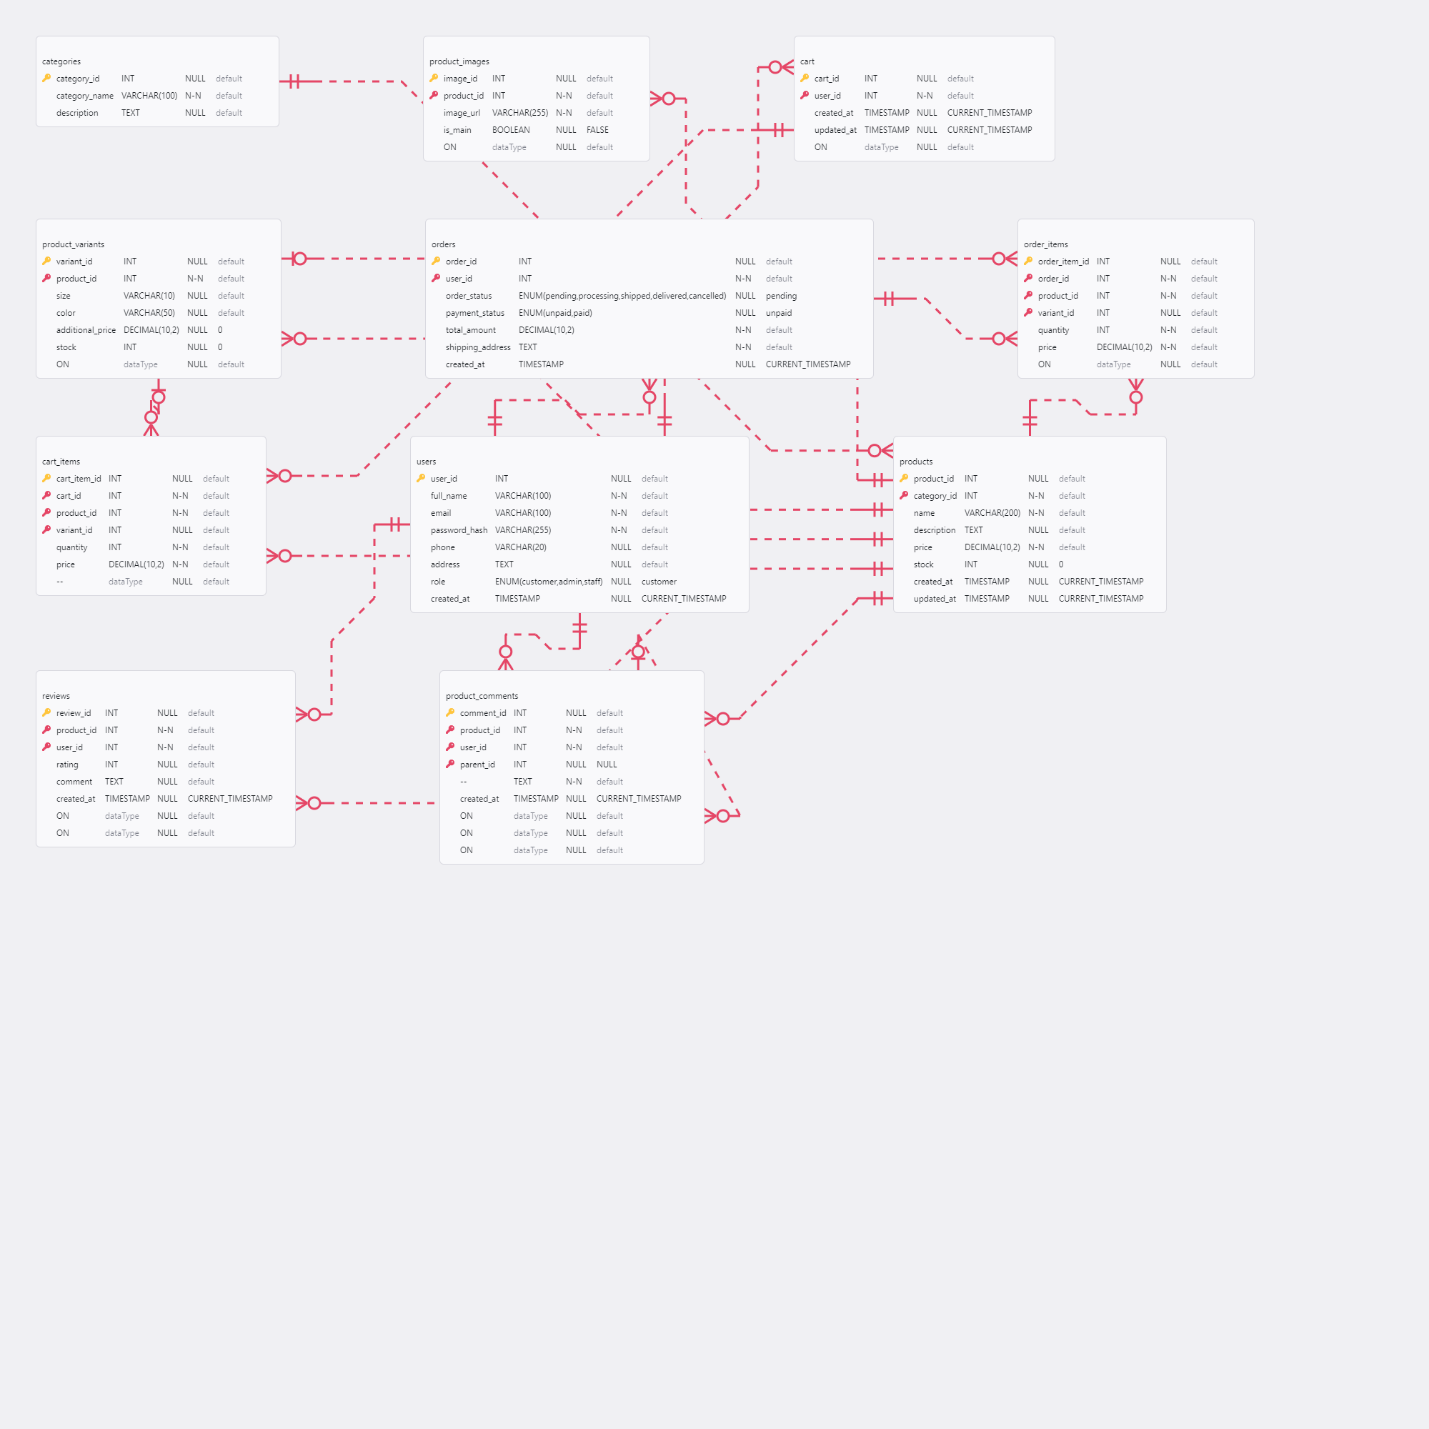 categories
category_id INT NULL default
category_name VARCHAR(100) N-N default
description TEXT NULL default
product_images
image_id INT NULL default
product_id INT N-N default
image_url VARCHAR(255) N-N default
is_main BOOLEAN NULL FALSE
ON dataType NULL default
cart
cart_id INT NULL default
user_id INT N-N default
created_at TIMESTAMP NULL CURRENT_TIMESTAMP
updated_at TIMESTAMP NULL CURRENT_TIMESTAMP
ON dataType NULL default
product_variants
variant_id INT NULL default
product_id INT N-N default
size VARCHAR(10) NULL default
color VARCHAR(50) NULL default
additional_price DECIMAL(10,2) NULL 0
stock INT NULL 0
ON dataType NULL default
orders
order_id INT NULL default
user_id INT N-N default
order_status ENUM(pending,processing,shipped,delivered,cancelled) NULL pending
payment_status ENUM(unpaid,paid) NULL unpaid
total_amount DECIMAL(10,2) N-N default
shipping_address TEXT N-N default
created_at TIMESTAMP NULL CURRENT_TIMESTAMP
order_items
order_item_id INT NULL default
order_id INT N-N default
product_id INT N-N default
variant_id INT NULL default
quantity INT N-N default
price DECIMAL(10,2) N-N default
ON dataType NULL default
cart_items
cart_item_id INT NULL default
cart_id INT N-N default
product_id INT N-N default
variant_id INT NULL default
quantity INT N-N default
price DECIMAL(10,2) N-N default
-- dataType NULL default
users
user_id INT NULL default
full_name VARCHAR(100) N-N default
email VARCHAR(100) N-N default
password_hash VARCHAR(255) N-N default
phone VARCHAR(20) NULL default
address TEXT NULL default
role ENUM(customer,admin,staff) NULL customer
created_at TIMESTAMP NULL CURRENT_TIMESTAMP
products
product_id INT NULL default
category_id INT N-N default
name VARCHAR(200) N-N default
description TEXT NULL default
price DECIMAL(10,2) N-N default
stock INT NULL 0
created_at TIMESTAMP NULL CURRENT_TIMESTAMP
updated_at TIMESTAMP NULL CURRENT_TIMESTAMP
reviews
review_id INT NULL default
product_id INT N-N default
user_id INT N-N default
rating INT NULL default
comment TEXT NULL default
created_at TIMESTAMP NULL CURRENT_TIMESTAMP
ON dataType NULL default
ON dataType NULL default
product_comments
comment_id INT NULL default
product_id INT N-N default
user_id INT N-N default
parent_id INT NULL NULL
-- TEXT N-N default
created_at TIMESTAMP NULL CURRENT_TIMESTAMP
ON dataType NULL default
ON dataType NULL default
ON dataType NULL default